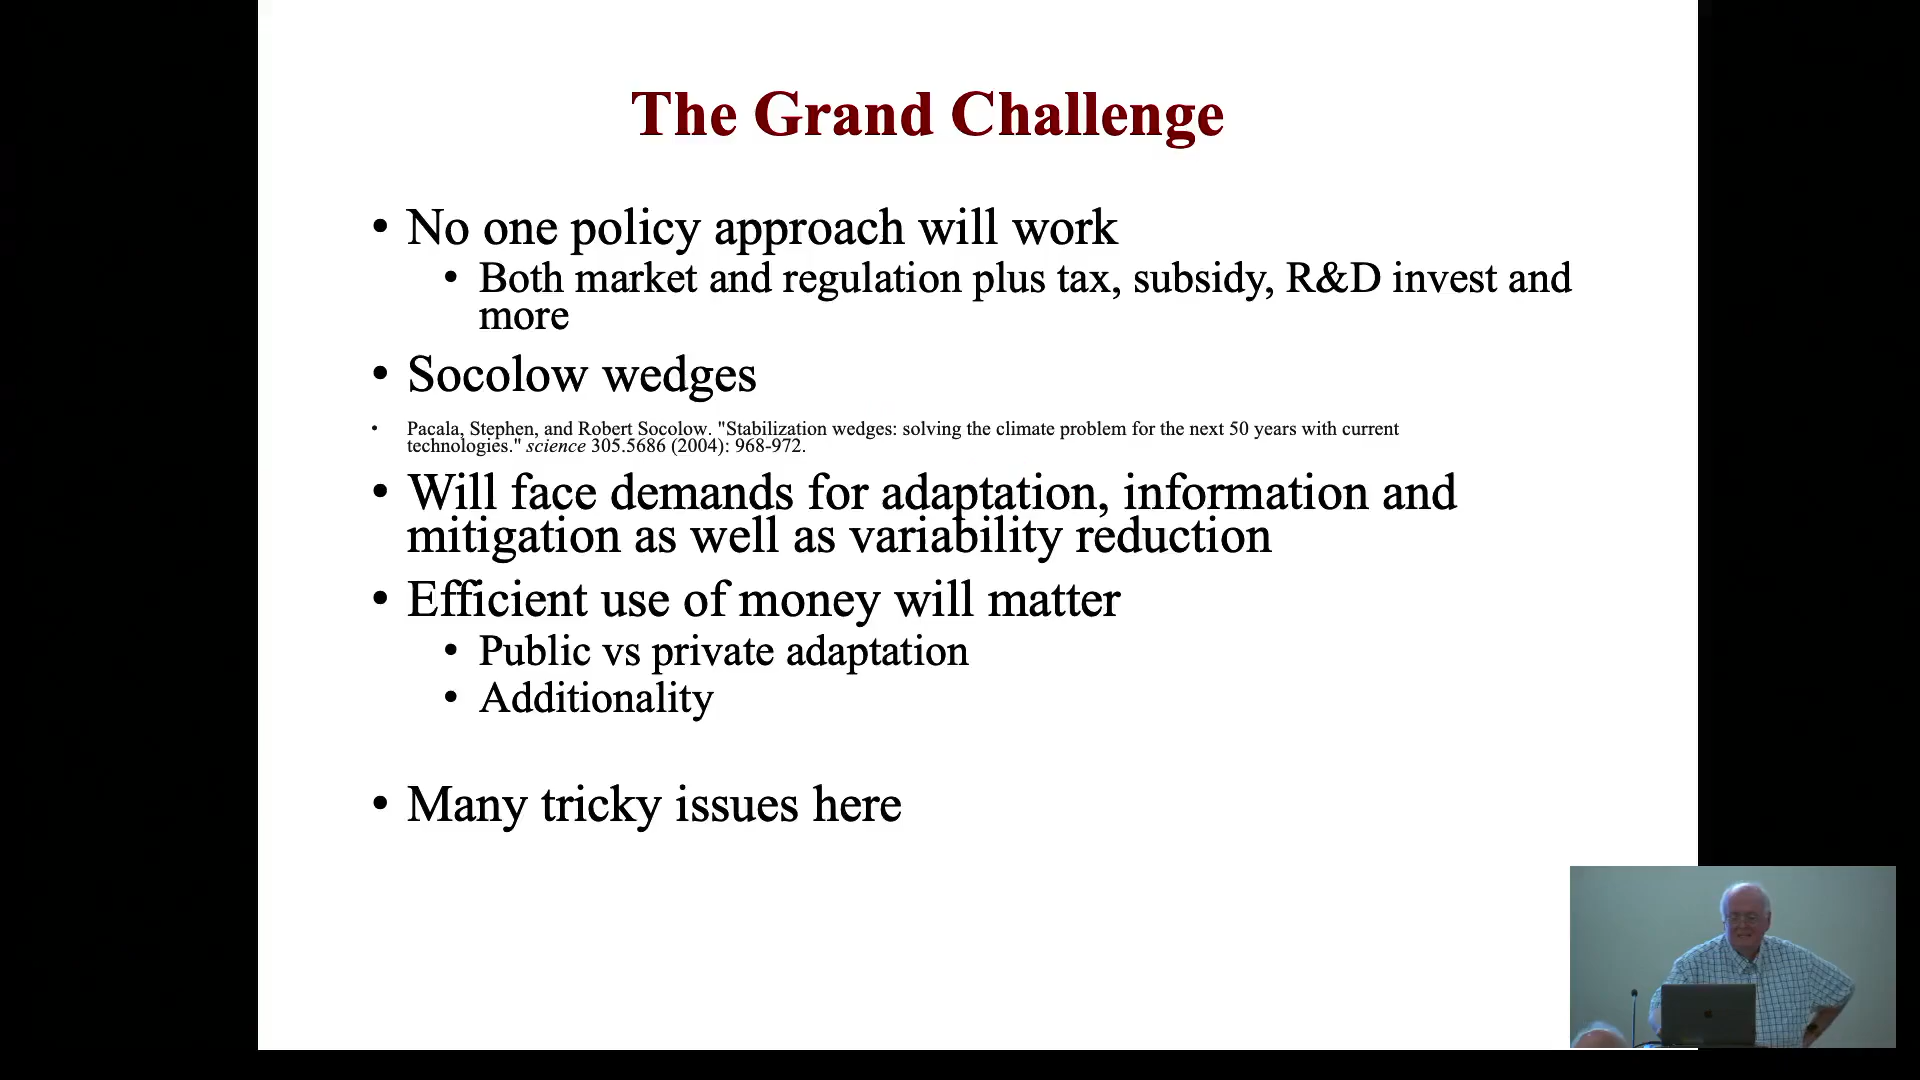 The Grand Challenge
• No one policy approach will work
• Both market and regulation plus tax, subsidy, R&D invest and
more
• Socolow wedges
• Pacala, Stephen, and Robert Socolow. "Stabilization wedges: solving the climate problem for the next 50 years with current
technologies." science 305.5686 (2004): 968-972.
• Will face demands for adaptation, information and
mitigation as well as variability reduction
• Efficient use of money will matter
• Public vs private adaptation
• Additionality
• Many tricky issues here